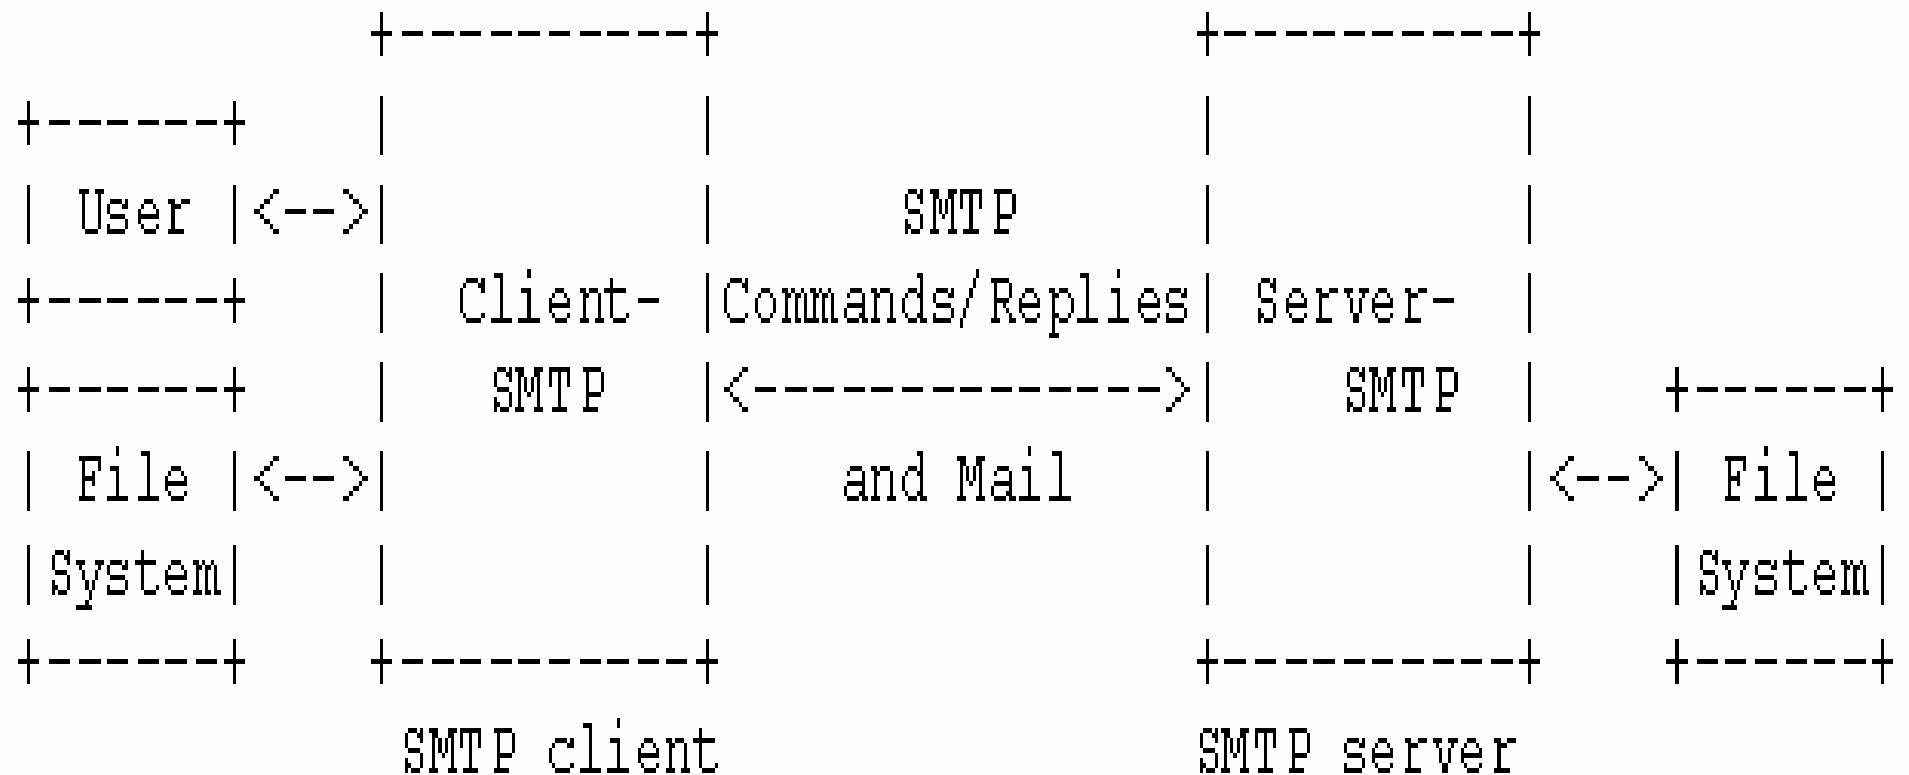 +----------+                +----------+
+------+    |          |                |          |
| User |<-->|          |      SMTP      |          |
+------+    |  Client- |Commands/Replies| Server-  |
+------+    |   SMTP   |<-------------->|    SMTP  |    +------+
| File |<-->|          |    and Mail    |          |<-->| File |
|System|    |          |                |          |    |System|
+------+    +----------+                +----------+    +------+
SMTP client                SMTP server